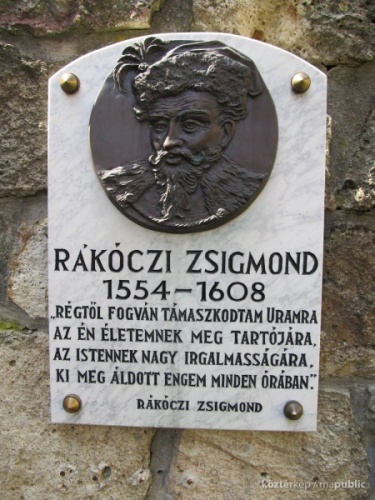 RÁKÓCZI ZSIGMOND
1554–1608
„RÉGTŐL FOGVÁN TÁMASZKODTAM URAMRA
AZ ÉN ÉLETEMNEK MEG TARTÓJÁRA,
AZ ISTENNEK NAGY IRGALMASSÁGÁRA,
KI MEG ÁLDOTT ENGEM MINDEN ÓRÁBAN."
RÁKÓCZI ZSIGMOND
köztérkép / mapublic